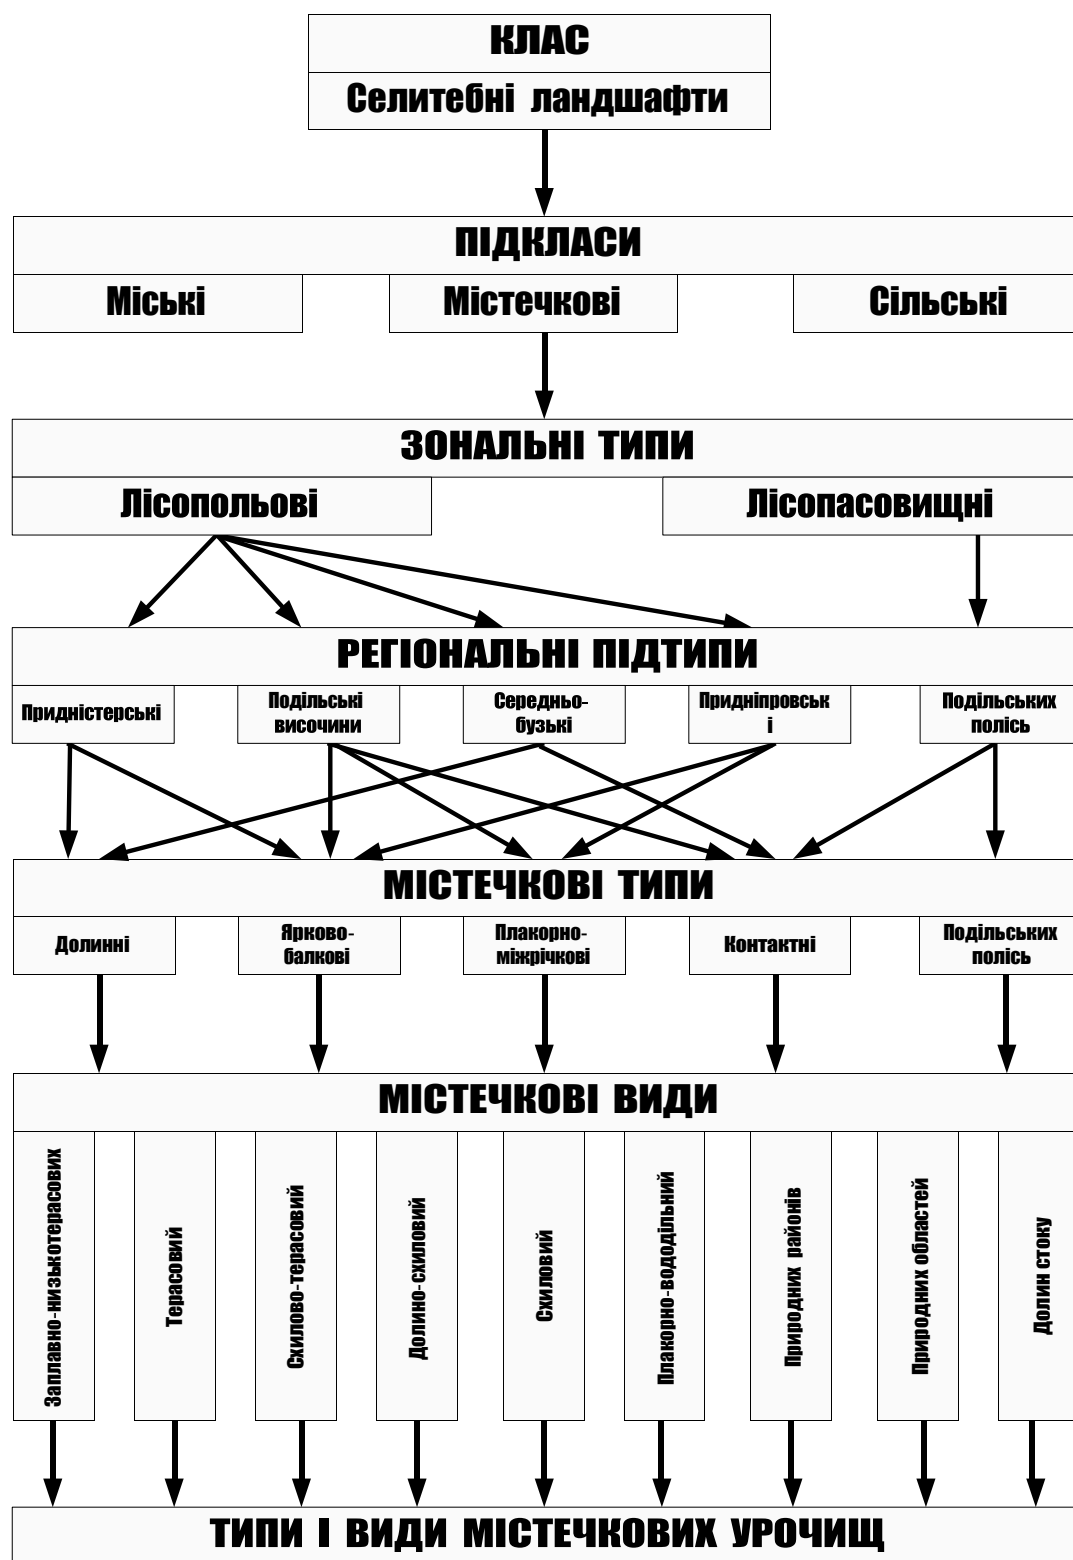 КЛАС
Селитебні ландшафти
ПІДКЛАСИ
Міські
Містечкові
Сільські
ЗОНАЛЬНІ ТИПИ
Лісопольові
Лісопасовищні
РЕГІОНАЛЬНІ ПІДТИПИ
Придністерські
Подільські
височини
Середньо-
бузькі
Придніпровськ
і
Подільських
полісь
МІСТЕЧКОВІ ТИПИ
Долинні
Ярково-
балкові
Плакорно-
міжрічкові
Контактні
Подільських
полісь
МІСТЕЧКОВІ ВИДИ
Заплавно-низькотерасових
Терасовий
Схилово-терасовий
Долино-схиловий
Схиловий
Плакорно-вододільний
Природних районів
Природних областей
Долин стоку
ТИПИ І ВИДИ МІСТЕЧКОВИХ УРОЧИЩ